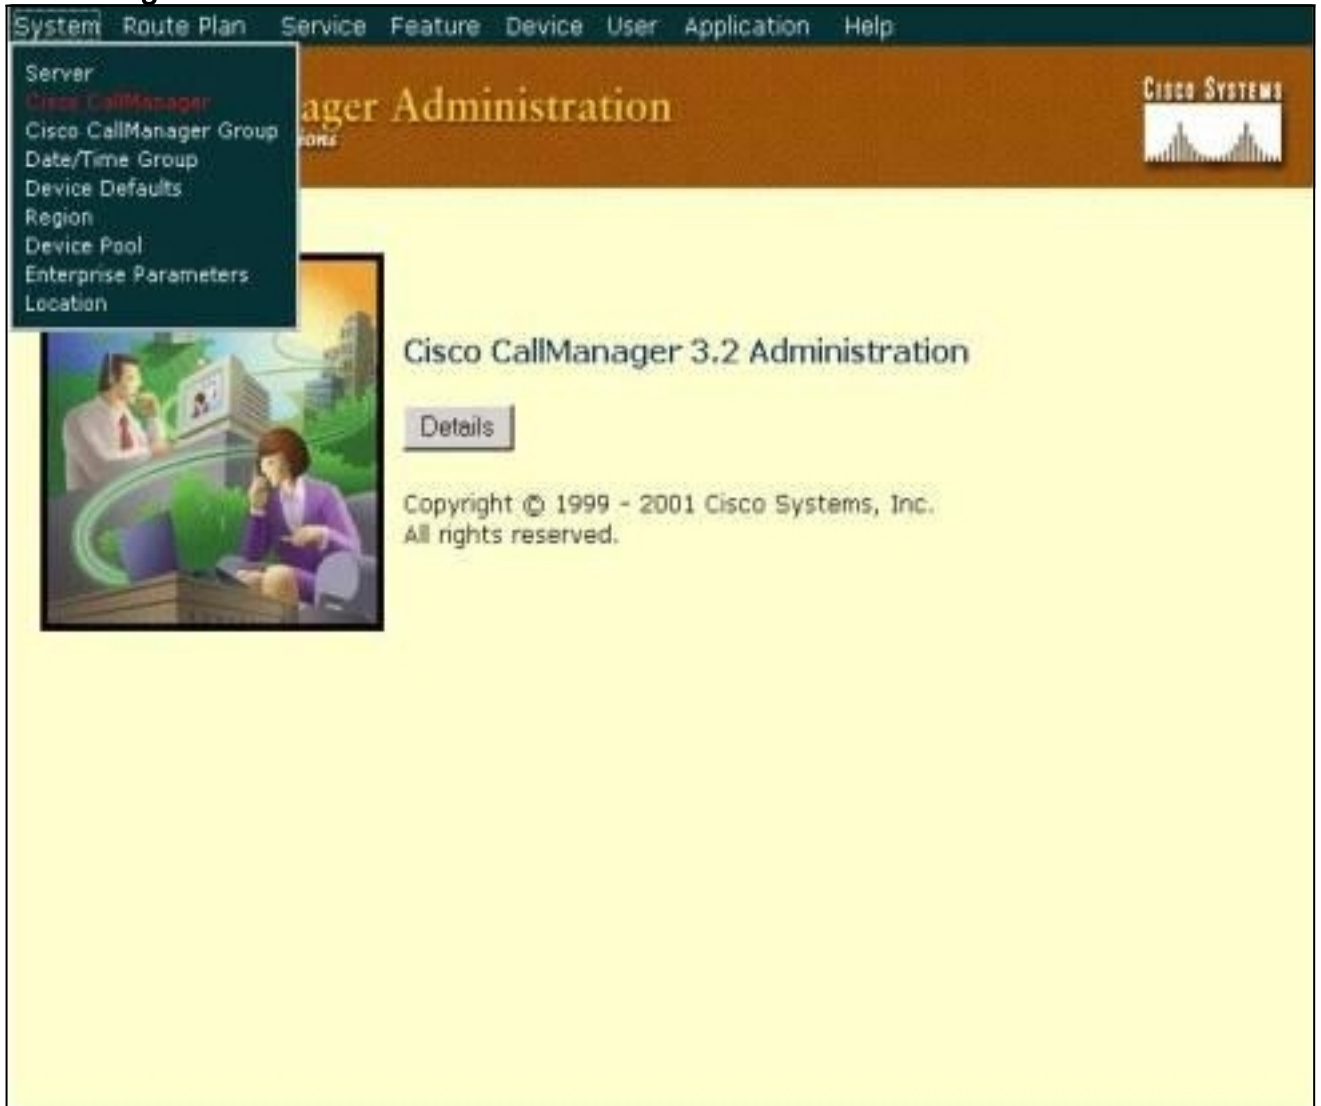 System Route Plan Service Feature Device User Application Help
Server
Cisco CallManager
Cisco CallManager Group
Date/Time Group
Device Defaults
Region
Device Pool
Enterprise Parameters
Location
ager Administration
ions
CISCO SYSTEMS
Cisco CallManager 3.2 Administration
Details
Copyright © 1999 - 2001 Cisco Systems, Inc.
All rights reserved.